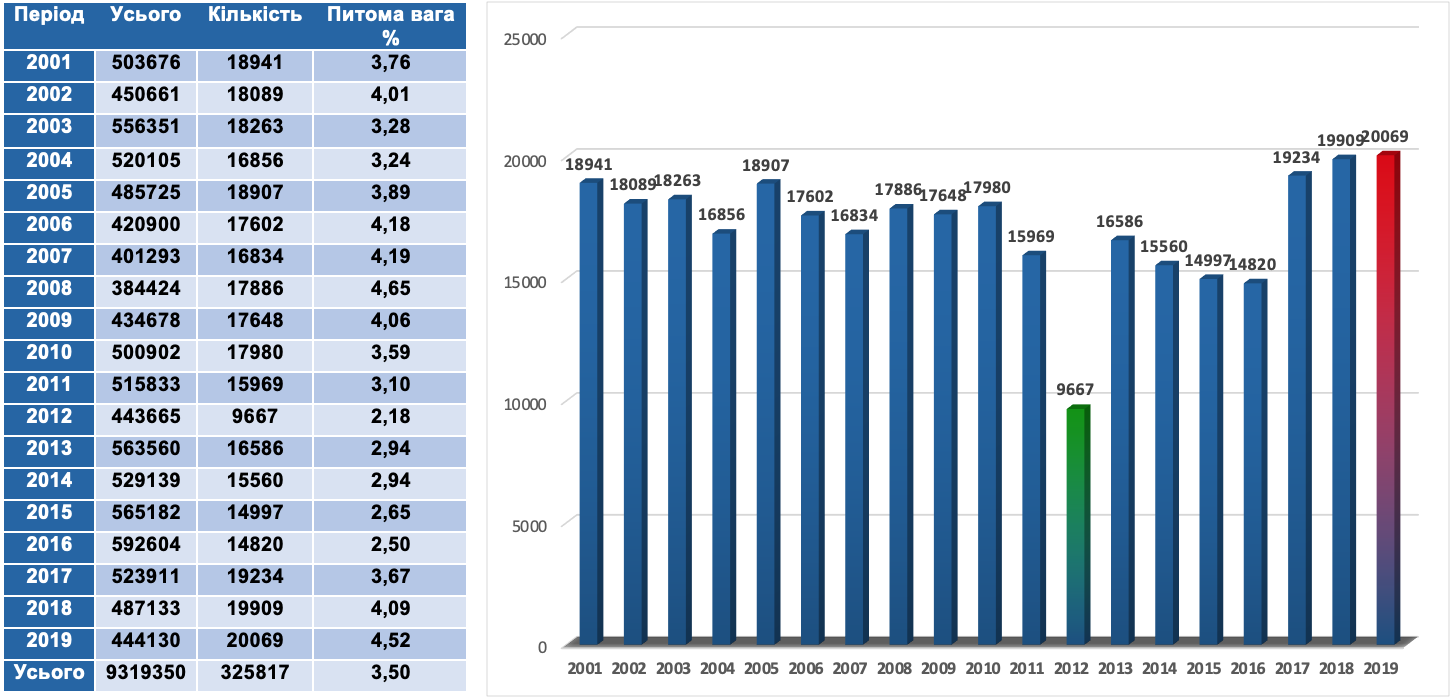 Період Усього Кількість Питома вага
%
2001 503676 18941 3,76
2002 450661 18089 4,01
2003 556351 18263 3,28
2004 520105 16856 3,24
2005 485725 18907 3,89
2006 420900 17602 4,18
2007 401293 16834 4,19
2008 384424 17886 4,65
2009 434678 17648 4,06
2010 500902 17980 3,59
2011 515833 15969 3,10
2012 443665 9667 2,18
2013 563560 16586 2,94
2014 529139 15560 2,94
2015 565182 14997 2,65
2016 592604 14820 2,50
2017 523911 19234 3,67
2018 487133 19909 4,09
2019 444130 20069 4,52
Усього 9319350 325817 3,50
25000
20000
15000
10000
5000
0
18941 18089 18263 16856 18907 17602 16834 17886 17648 17980 15969 9667 16586 15560 14997 14820 19234 19909 20069
2001 2002 2003 2004 2005 2006 2007 2008 2009 2010 2011 2012 2013 2014 2015 2016 2017 2018 2019